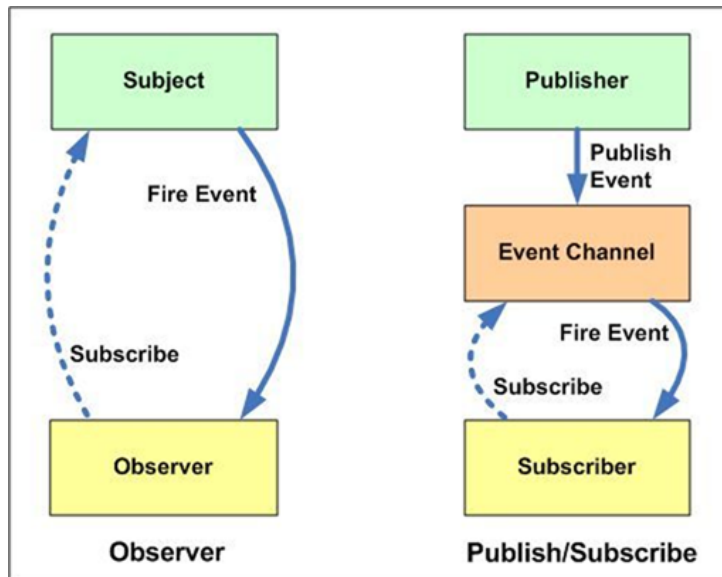 Subject
Fire Event
Subscribe
Observer
Observer
Publisher
Publish
Event
Event Channel
Fire Event
Subscribe
Subscriber
Publish/Subscribe